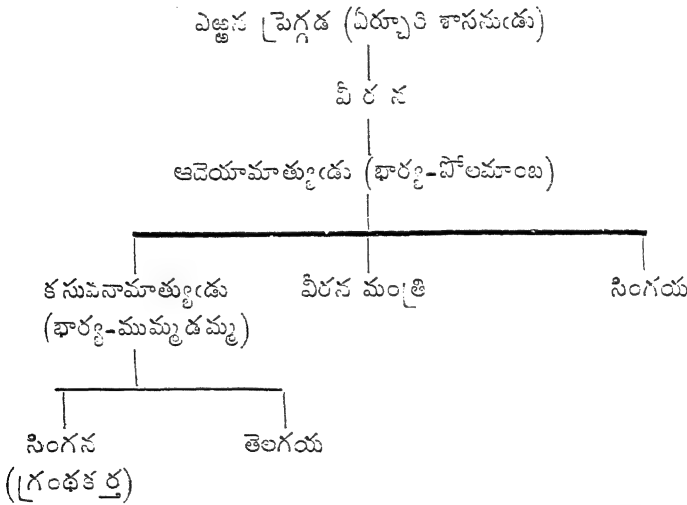 ఎఱ్ఱన ప్రెగ్గడ (ఏర్చూరి శాసనుఁడు)
వీరన
ఆదెయామాత్యుఁడు (భార్య-పోలమాంబ)
కసువనామాత్యుఁడు వీరన మంత్రి సింగయ
(భార్య-ముమ్మడమ్మ)
సింగన తెలగయ
(గ్రంథకర్త)